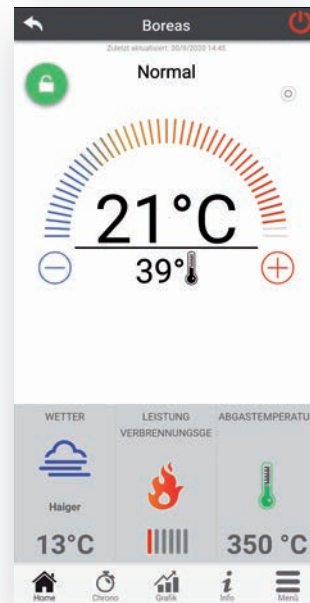 Boreas
Zuletzt aktualisiert: 30/9/2020 14:45
Normal
21°C
39°
WETTER
LEISTUNG VERBRENNUNGSGE
ABGASTEMPERATU
Haiger
13°C
350 °C
Home
Chrono
Grafik
Info
Menü